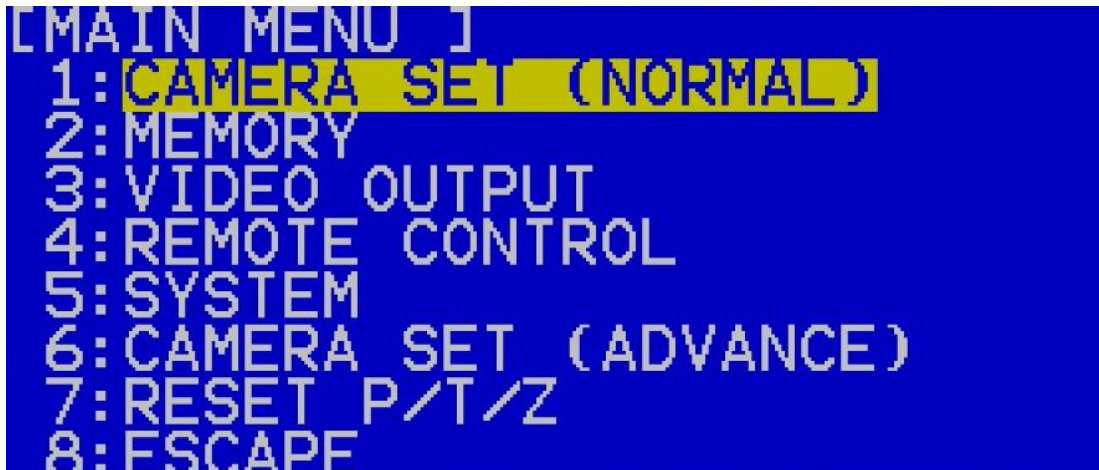 [MAIN MENU ]
1:CAMERA SET (NORMAL)
2:MEMORY
3:VIDEO OUTPUT
4:REMOTE CONTROL
5:SYSTEM
6:CAMERA SET (ADVANCE)
7:RESET P/T/Z
8:ESCAPE